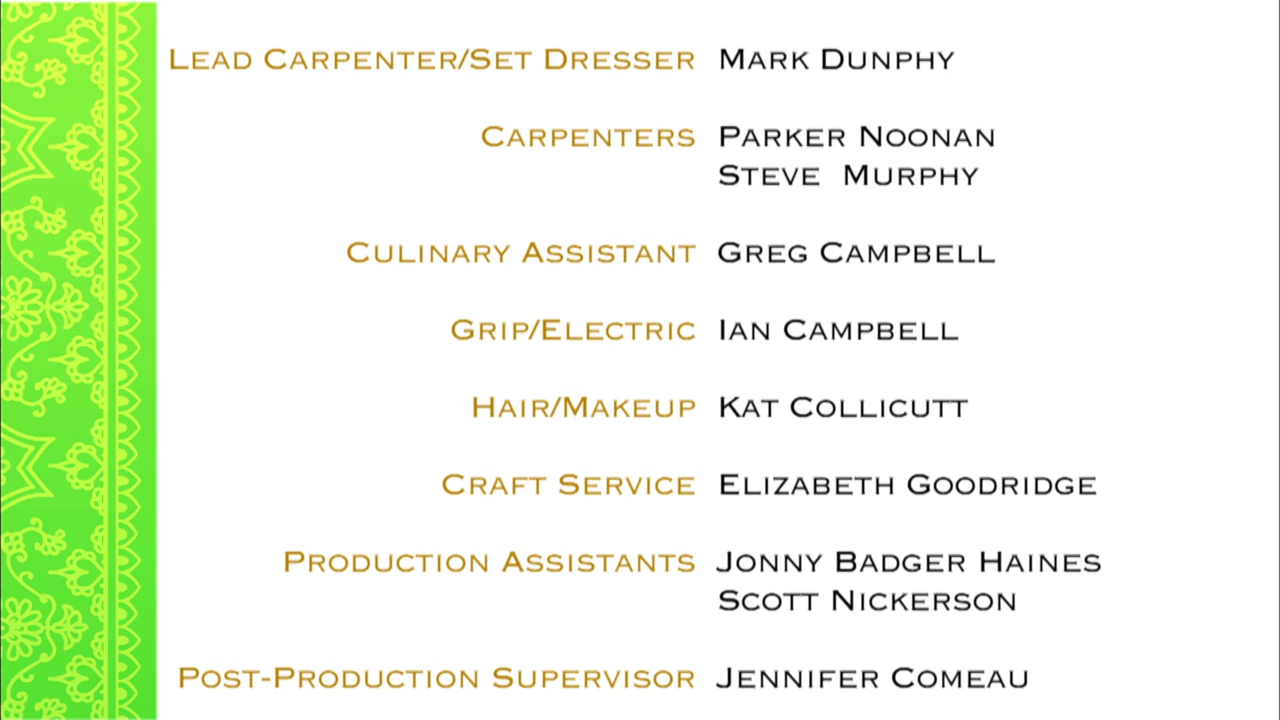 LEAD CARPENTER/SET DRESSER MARK DUNPHY
CARPENTERS PARKER NOONAN
STEVE MURPHY
CULINARY ASSISTANT GREG CAMPBELL
GRIP/ELECTRIC IAN CAMPBELL
HAIR/MAKEUP KAT COLLICUTT
CRAFT SERVICE ELIZABETH GOODRIDGE
PRODUCTION ASSISTANTS JONNY BADGER HAINES
SCOTT NICKERSON
POST-PRODUCTION SUPERVISOR JENNIFER COMEAU